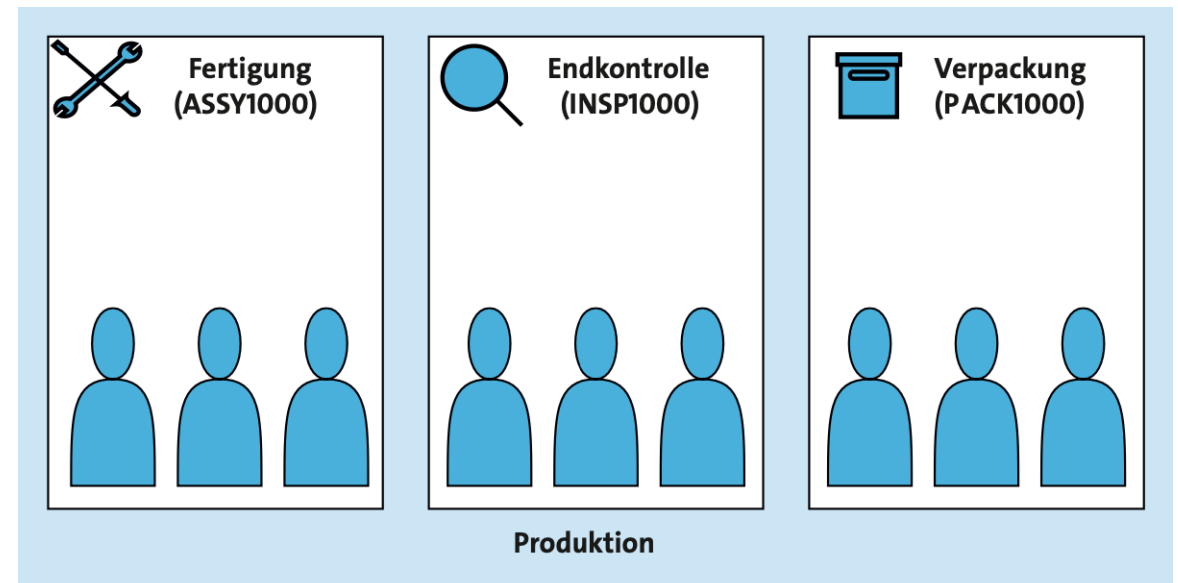 Fertigung
(ASSY1000)
Endkontrolle
(INSP1000)
Verpackung
(PACK1000)
Produktion